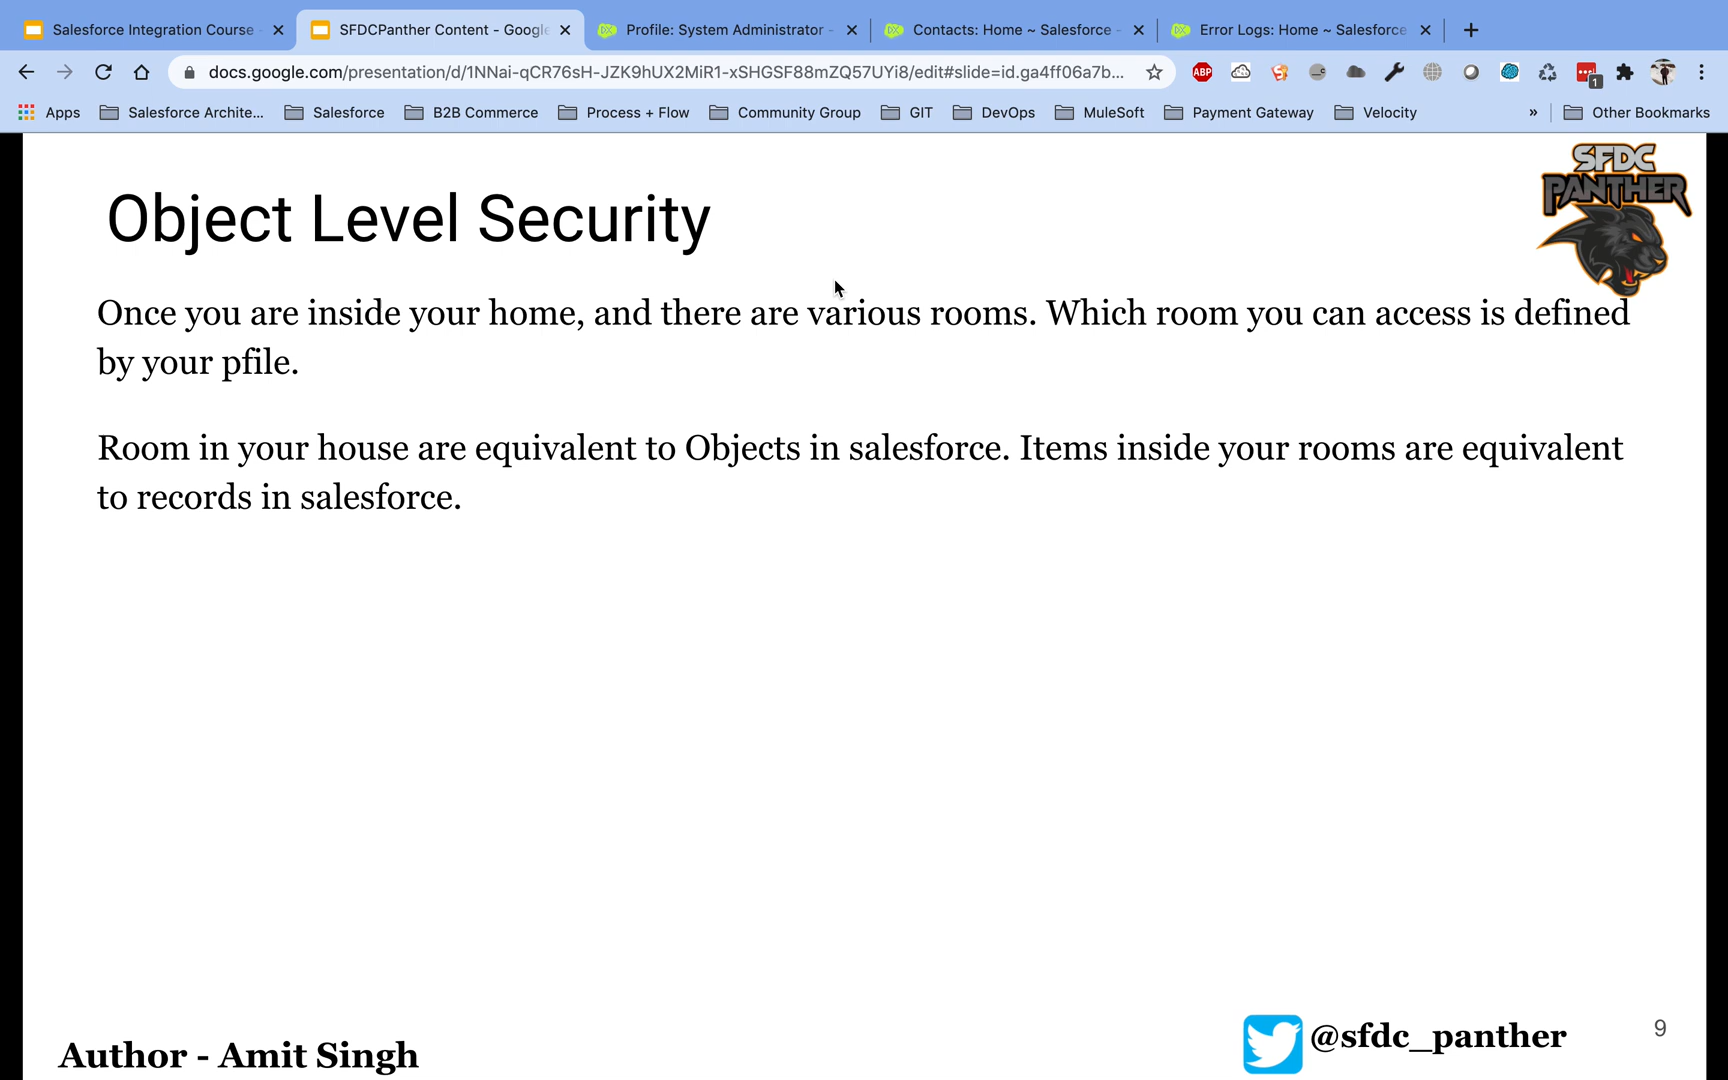 Salesforce Integration Course -
SFDCPanther Content - Google
Profile: System Administrator -
Contacts: Home ~ Salesforce -
Error Logs: Home ~ Salesforce
docs.google.com/presentation/d/1NNai-qCR76sH-JZK9hUX2MiR1-xSHGSF88mZQ57UYi8/edit#slide=id.ga4ff06a7b...
ABP
1
Apps
Salesforce Archite...
Salesforce
B2B Commerce
Process + Flow
Community Group
GIT
DevOps
MuleSoft
Payment Gateway
Velocity
»
Other Bookmarks
SFDC
PANTHER
Object Level Security
Once you are inside your home, and there are various rooms. Which room you can access is defined
by your pfile.
Room in your house are equivalent to Objects in salesforce. Items inside your rooms are equivalent
to records in salesforce.
Author - Amit Singh
@sfdc_panther
9